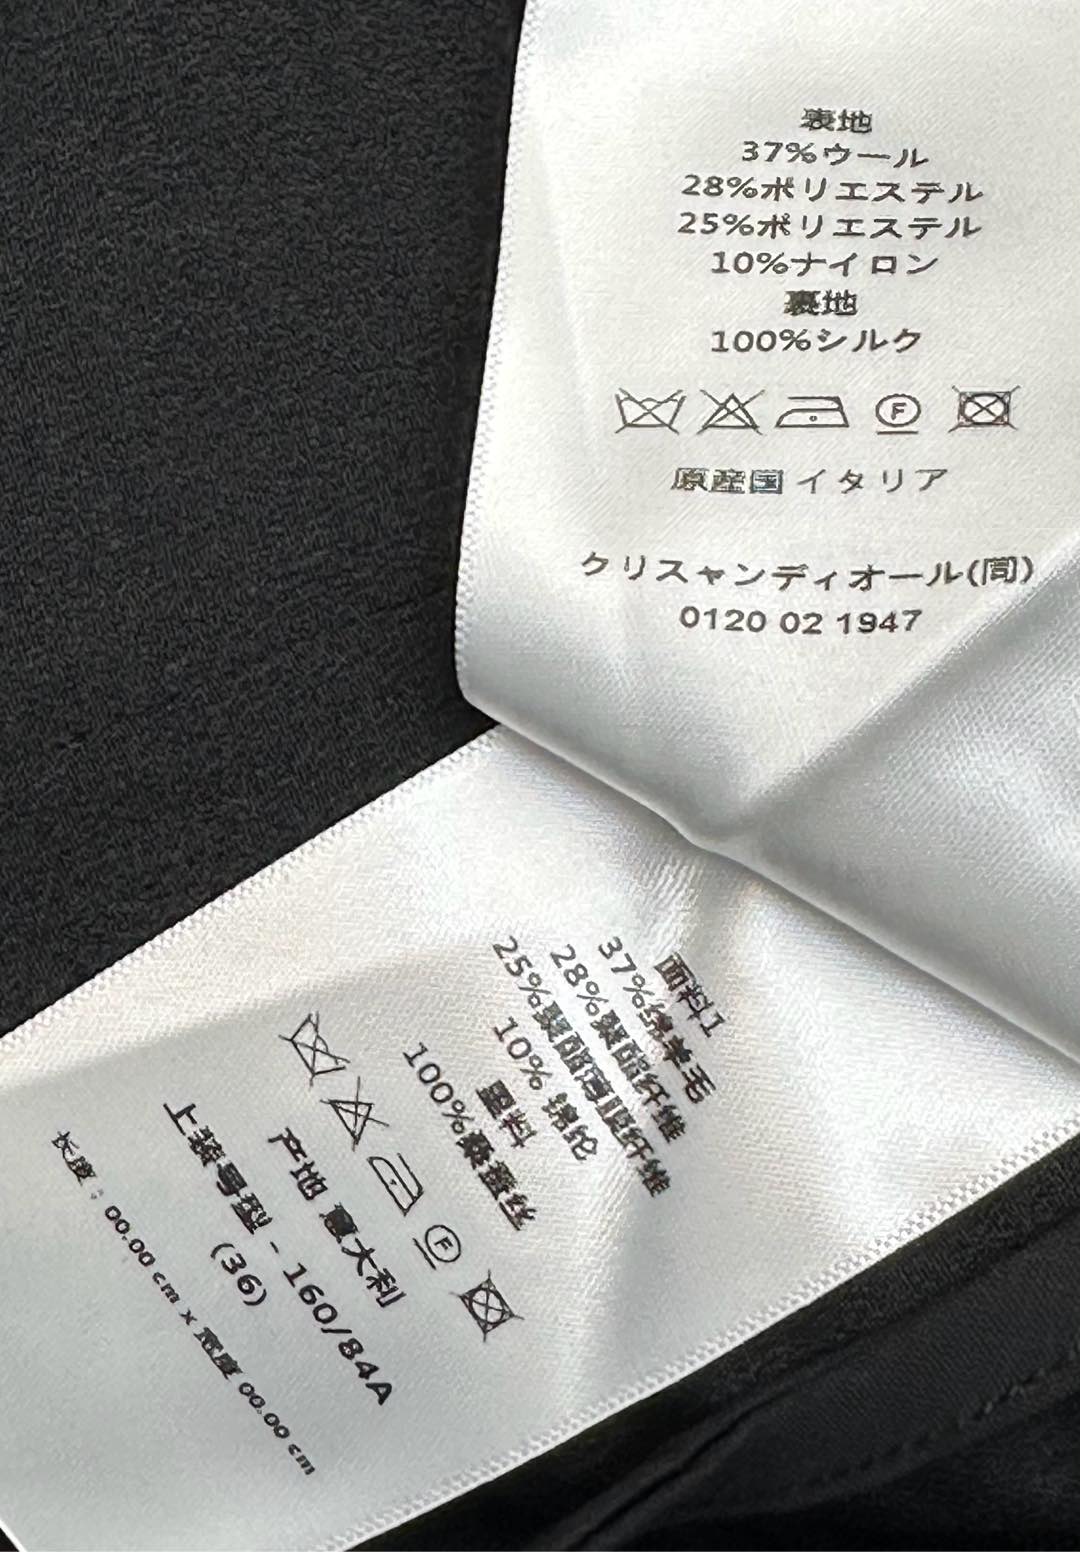 表地
37%ウール
28%ポリエステル
25%ポリエステル
10%ナイロン
裏地
100%シルク
F
原産国 イタリア
クリスャンディオール(同)
0120 02 1947
面料1
37%绵羊毛
28%聚酯纤维
25%聚酯薄膜纤维
10% 锦纶
里料
100%桑蚕丝
F
产地 意大利
上装号型 - 160/84A
(36)
长度 : 00.00 cm x 宽度 00.00 cm